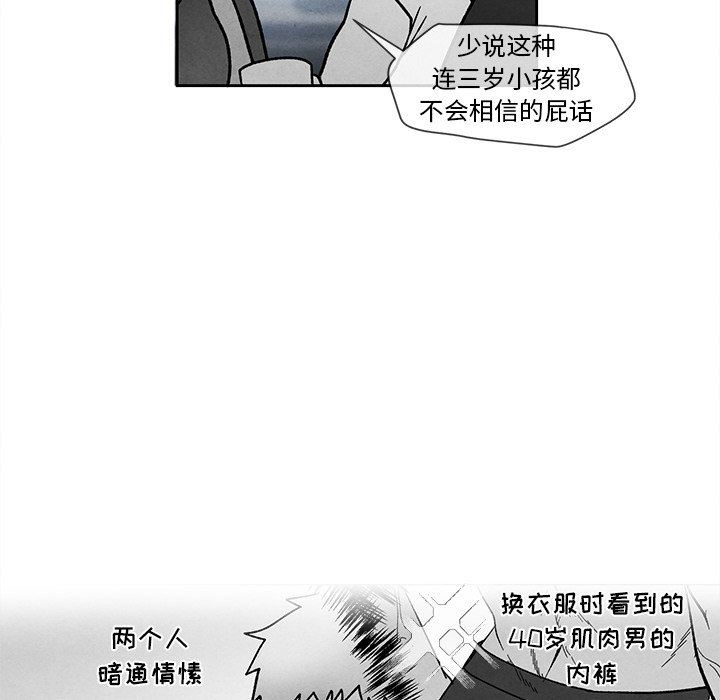 少说这种
连三岁小孩都
不会相信的屁话
换衣服时看到的
40岁肌肉男的
内裤
两个人
暗通情愫